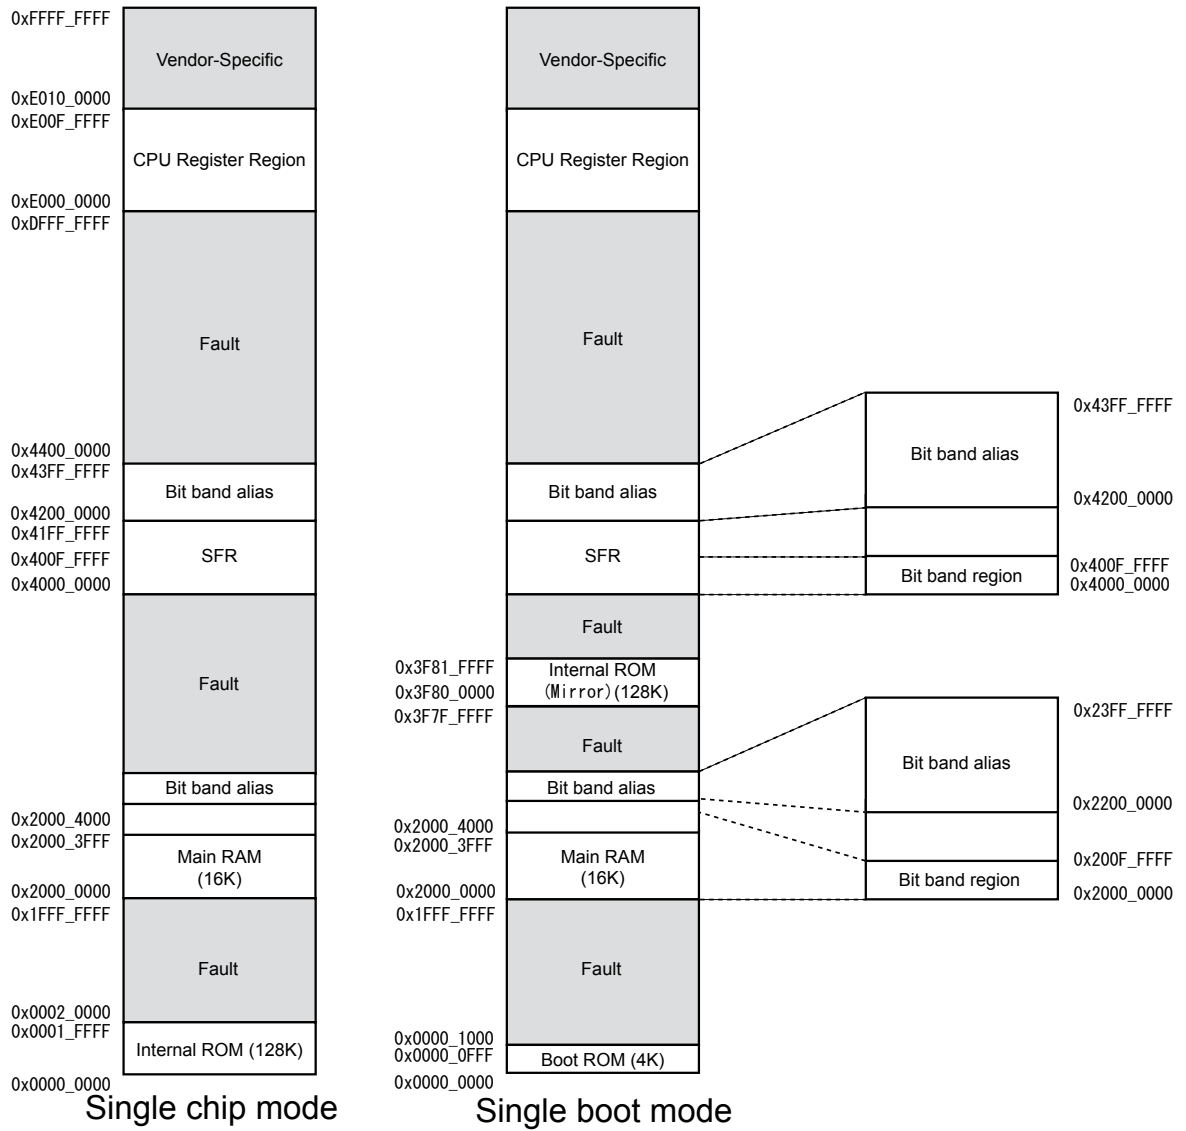 0xFFFF_FFFF
Vendor-Specific
0xE010_0000
0xE00F_FFFF
CPU Register Region
0xE000_0000
0xDFFF_FFFF
Fault
0x4400_0000
0x43FF_FFFF
Bit band alias
0x4200_0000
0x41FF_FFFF
0x400F_FFFF
SFR
0x4000_0000
Fault
Bit band alias
0x2000_4000
0x2000_3FFF
Main RAM
(16K)
0x2000_0000
0x1FFF_FFFF
Fault
0x0002_0000
0x0001_FFFF
Internal ROM (128K)
0x0000_0000
Single chip mode
Vendor-Specific
CPU Register Region
Fault
Bit band alias
SFR
Fault
0x3F81_FFFF
Internal ROM
0x3F80_0000
(Mirror)(128K)
0x3F7F_FFFF
Fault
Bit band alias
0x2000_4000
0x2000_3FFF
Main RAM
(16K)
0x2000_0000
0x1FFF_FFFF
Fault
0x0000_1000
0x0000_0FFF
Boot ROM (4K)
0x0000_0000
Single boot mode
0x43FF_FFFF
Bit band alias
0x4200_0000
0x400F_FFFF
Bit band region
0x4000_0000
0x23FF_FFFF
Bit band alias
0x2200_0000
0x200F_FFFF
Bit band region
0x2000_0000